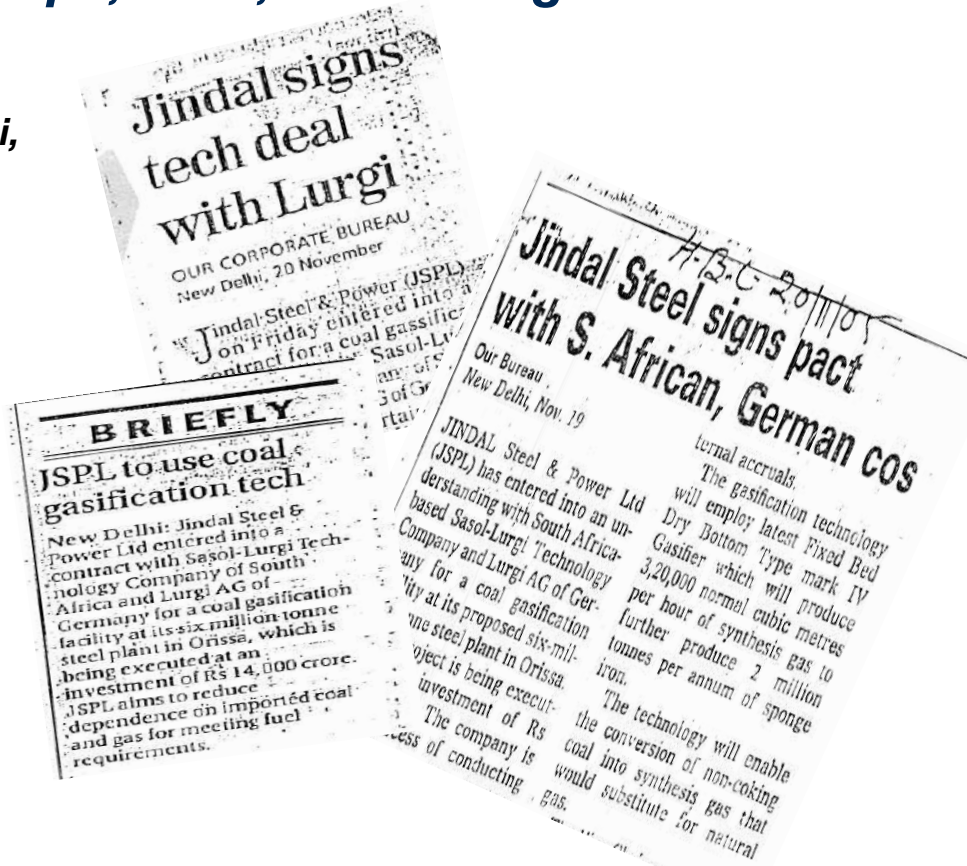 i,
Jindal signs
tech deal
with Lurgi
OUR CORPORATE BUREAU
New Delhi, 20 November
Jindal Steel & Power (JSPL)
on Friday entered into a
contract for a coal gassific
Sasol-Lu
BRIEFLY
JSPL to use coal
gasification tech
New Delhi: Jindal Steel &
Power Ltd entered into a
contract with Sasol-Lurgi Tech-
nology Company of South
Africa and Lurgi AG of
Germany for a coal gasification
facility at its six million tonne
steel plant in Orissa, which is
being executed at an
investment of Rs 14,000 crore.
JSPL aims to reduce
dependence on imported coal
and gas for meeting fuel
requirements.
H.B.L 20/11/05
Jindal Steel signs pact
with S. African, German cos
Our Bureau
New Delhi, Nov. 19
JINDAL Steel & Power Ltd
(JSPL) has entered into an un-
derstanding with South Africa-
based Sasol-Lurgi Technology
Company and Lurgi AG of Ger-
any for a coal gasification
lity at its proposed six-mil-
nne steel plant in Orissa.
oject is being execut-
investment of Rs
The company is
ess of conducting
ternal accruals.
The gasification technology
will employ latest Fixed Bed
Dry Bottom Type mark IV
Gasifier which will produce
3,20,000 normal cubic metres
per hour of synthesis gas to
further produce 2 million
tonnes per annum of sponge
iron.
The technology will enable
the conversion of non-coking
coal into synthesis gas that
would substitute for natural
gas.